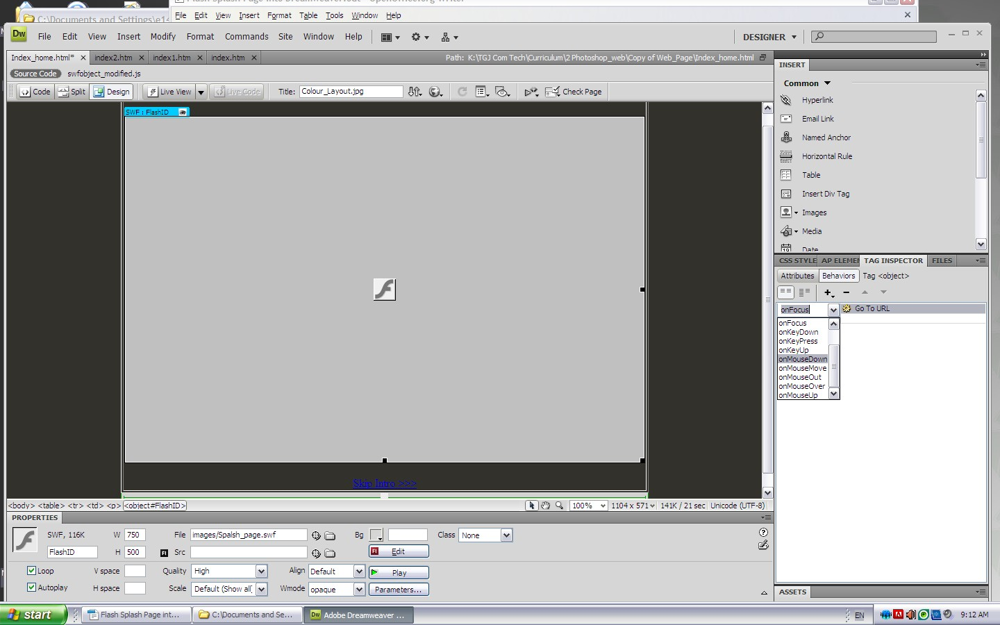 C:\Documents and Settings\e14
File Edit View Insert Format Table Tools Window Help
Dw File Edit View Insert Modify Format Commands Site Window Help DESIGNER
Index_home.html* index2.htm index1.htm index.htm Path: K:\TGJ Com Tech\Curriculum\2 Photoshop_web\Copy of Web_Page\Index_home.html
Source Code swfobject_modified.js
Code Split Design Live View Live Code Title: Colour_Layout.jpg Check Page
SWF : FlashID
Skip Intro >>>
<body> <table> <tr> <td> <p> <object#FlashID> 100% 1104 x 571 141K / 21 sec Unicode (UTF-8)
PROPERTIES
SWF, 116K W 750 File images/Spalsh_page.swf Bg Class None
FlashID H 500 Src Edit
Loop V space Quality High Align Default Play
Autoplay H space Scale Default (Show all) Wmode opaque Parameters...
INSERT
Common
Hyperlink
Email Link
Named Anchor
Horizontal Rule
Table
Insert Div Tag
Images
Media
Date
CSS STYLE AP ELEMEN TAG INSPECTOR FILES
Attributes Behaviors Tag <object>
onFocus Go To URL
onFocus
onKeyDown
onKeyPress
onKeyUp
onMouseDown
onMouseMove
onMouseOut
onMouseOver
onMouseUp
ASSETS
start Flash Splash Page int... C:\Documents and Se... Dw Adobe Dreamweaver ... EN 9:12 AM